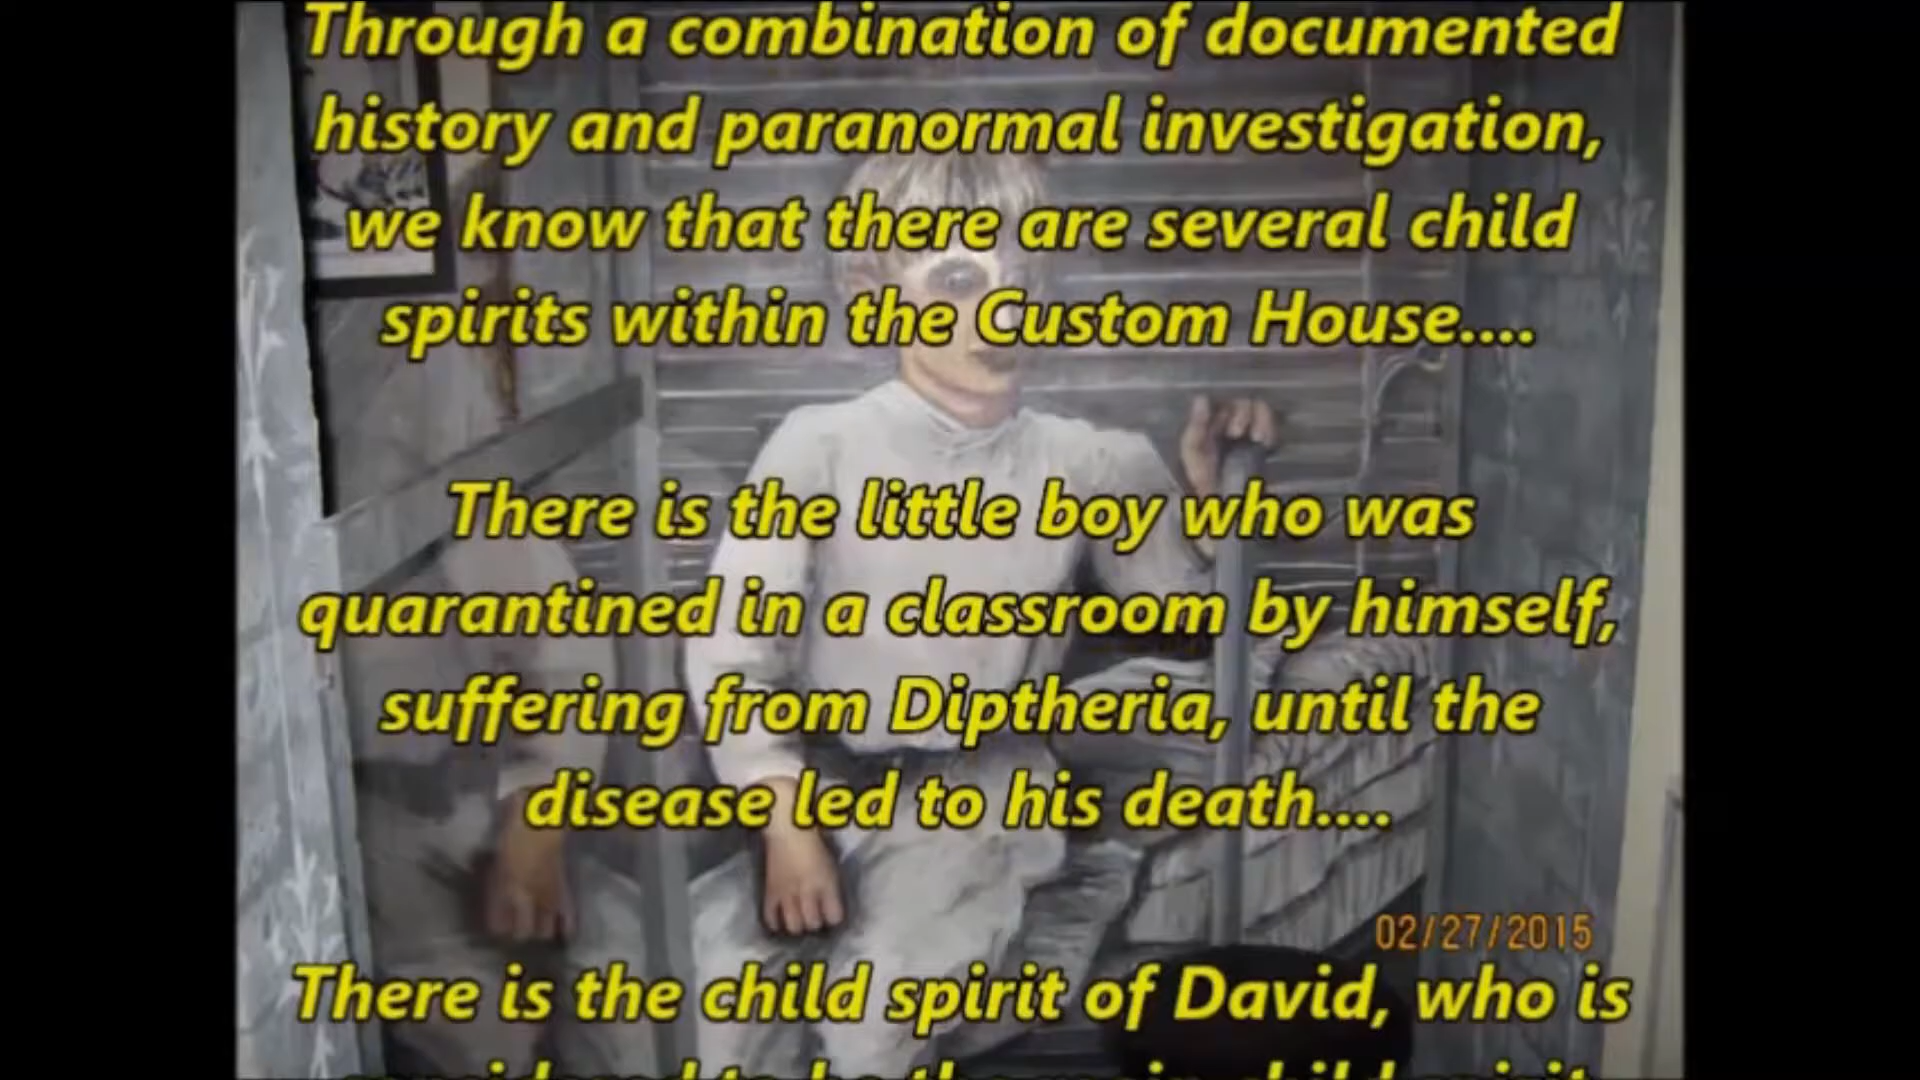 Through a combination of documented
history and paranormal investigation,
we know that there are several child
spirits within the Custom House....
There is the little boy who was
quarantined in a classroom by himself,
suffering from Diptheria, until the
disease led to his death....
02/27/2015
There is the child spirit of David, who is